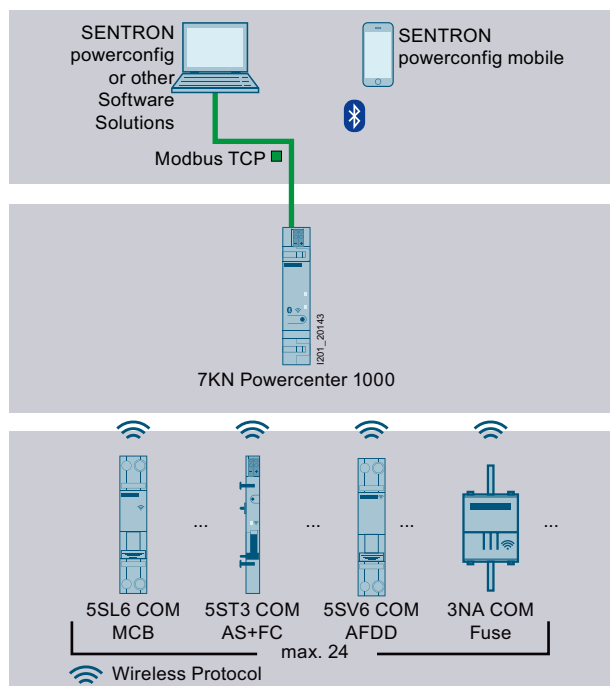 SENTRON
powerconfig
or other
Software
Solutions
SENTRON
powerconfig mobile
Modbus TCP
I201_20143
7KN Powercenter 1000
... ... ... ...
5SL6 COM
MCB
5ST3 COM
AS+FC
5SV6 COM
AFDD
3NA COM
Fuse
max. 24
Wireless Protocol